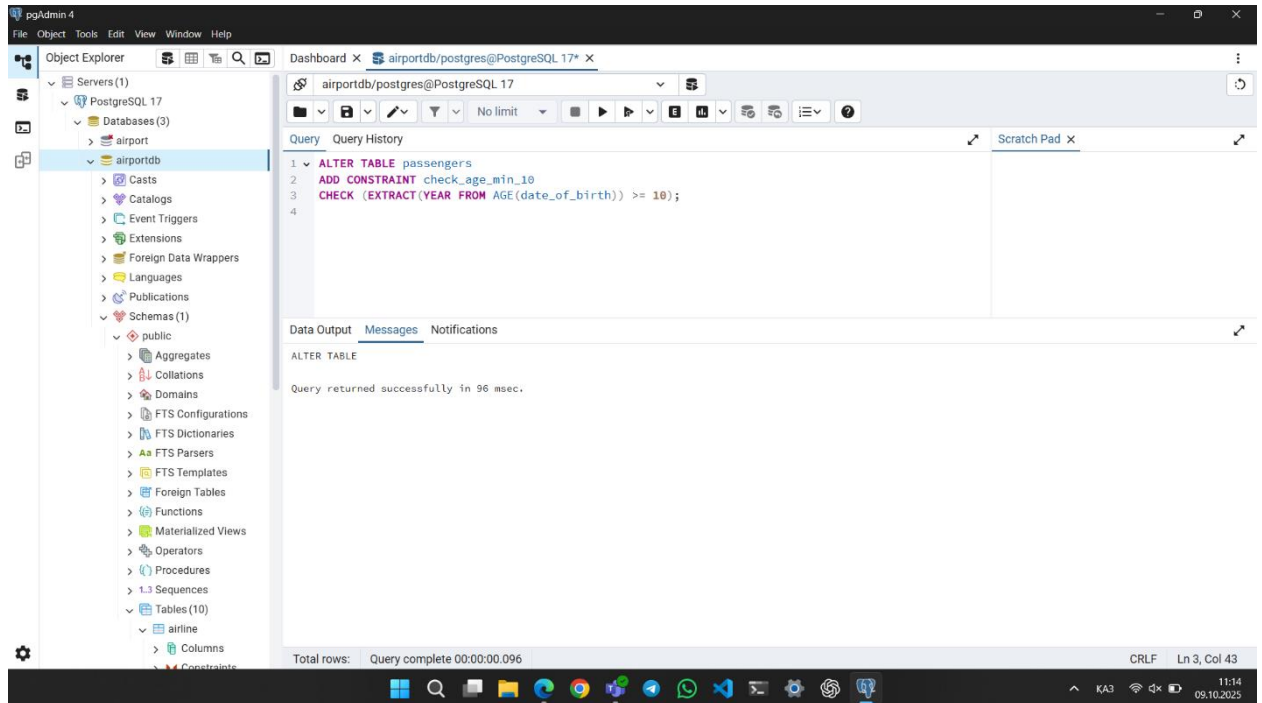 pgAdmin 4
File Object Tools Edit View Window Help
Object Explorer
Dashboard airportdb/postgres@PostgreSQL 17*
Servers (1)
PostgreSQL 17
Databases (3)
airport
airportdb
Casts
Catalogs
Event Triggers
Extensions
Foreign Data Wrappers
Languages
Publications
Schemas (1)
public
Aggregates
Collations
Domains
FTS Configurations
FTS Dictionaries
FTS Parsers
FTS Templates
Foreign Tables
Functions
Materialized Views
Operators
Procedures
1..3 Sequences
Tables (10)
airline
Columns
Constraints
airportdb/postgres@PostgreSQL 17
No limit
Query Query History
Scratch Pad
1 ALTER TABLE passengers
2 ADD CONSTRAINT check_age_min_10
3 CHECK (EXTRACT(YEAR FROM AGE(date_of_birth)) >= 10);
4
Data Output Messages Notifications
ALTER TABLE
Query returned successfully in 96 msec.
Total rows: Query complete 00:00:00.096
CRLF Ln 3, Col 43
ҚАЗ
11:14
09.10.2025